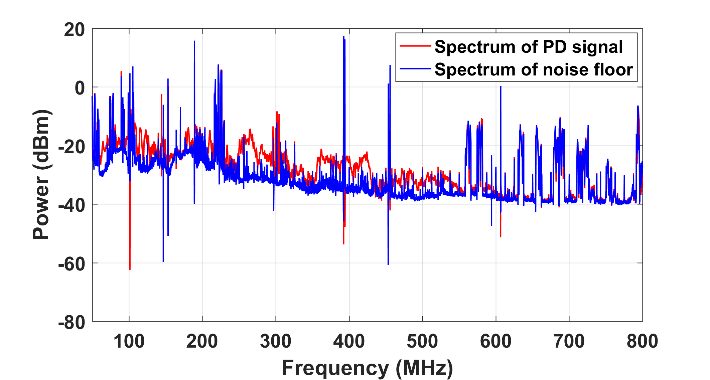 Spectrum of PD signal
Spectrum of noise floor
Power (dBm)
20
0
-20
-40
-60
-80
100 200 300 400 500 600 700 800
Frequency (MHz)